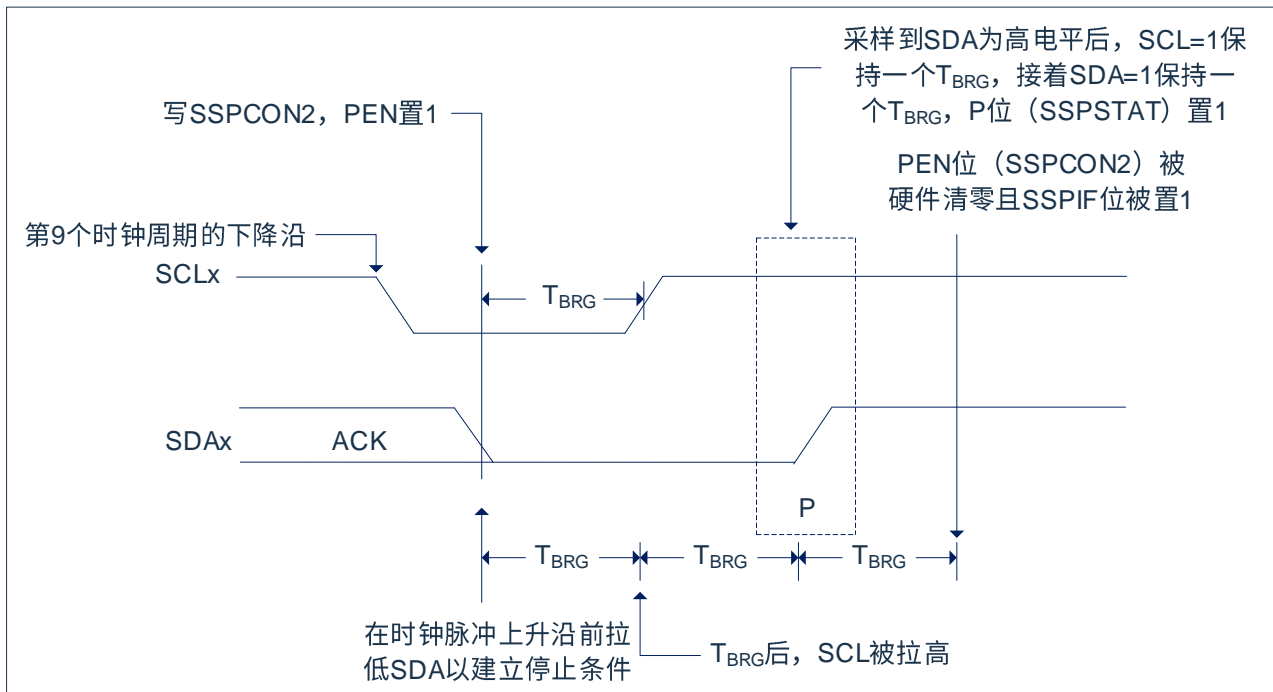 采样到SDA为高电平后，SCL=1保
持一个TBRG，接着SDA=1保持一
个TBRG，P位（SSPSTAT）置1
写SSPCON2，PEN置1
PEN位（SSPCON2）被
硬件清零且SSPIF位被置1
第9个时钟周期的下降沿
SCLx
TBRG
SDAx
ACK
P
TBRG
TBRG
TBRG
在时钟脉冲上升沿前拉
低SDA以建立停止条件
TBRG后，SCL被拉高